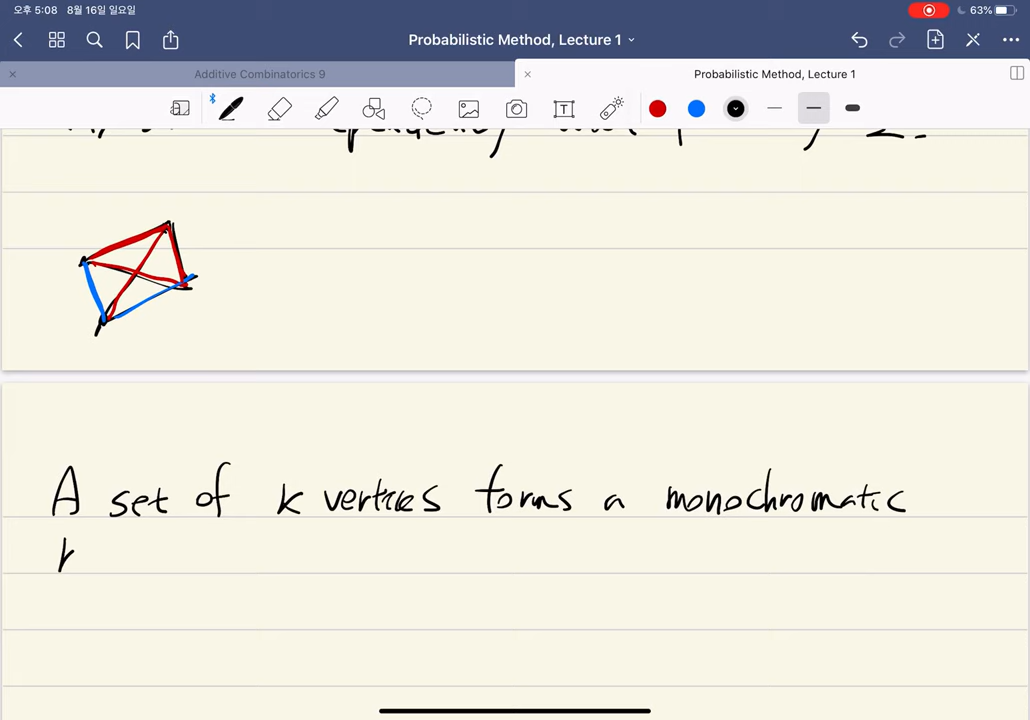 오후 5:08 8월 16일 일요일 63%
Probabilistic Method, Lecture 1
Additive Combinatorics 9
Probabilistic Method, Lecture 1
A set of k vertices forms a monochromatic